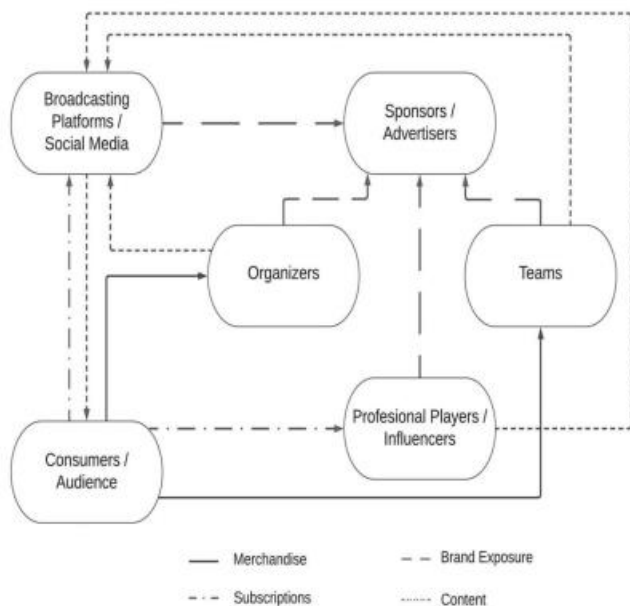 Broadcasting
Platforms /
Social Media
Sponsors /
Advertisers
Organizers
Teams
Profesional Players /
Influencers
Consumers /
Audience
Merchandise
Brand Exposure
Subscriptions
Content